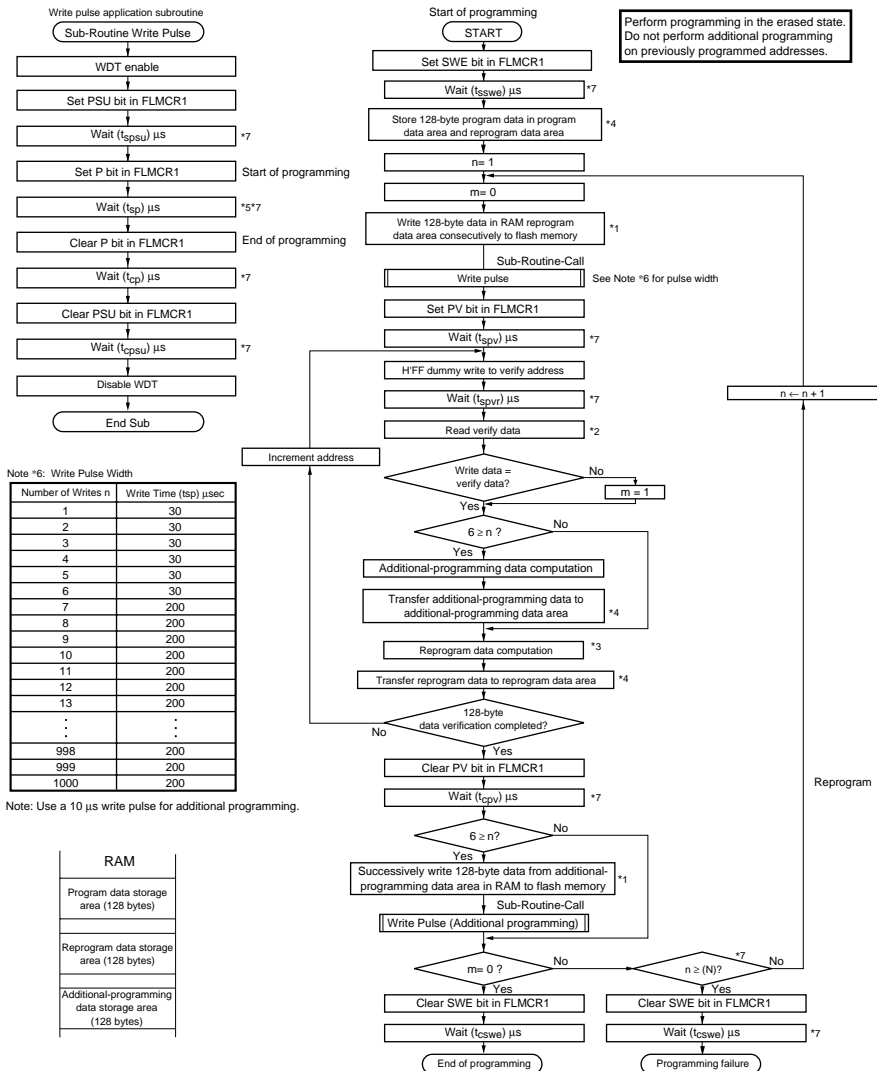 Write pulse application subroutine
Sub-Routine Write Pulse
WDT enable
Set PSU bit in FLMCR1
Wait (tspsu) µs
*7
Set P bit in FLMCR1
Start of programming
Wait (tsp) µs
*5*7
Clear P bit in FLMCR1
End of programming
Wait (tcp) µs
*7
Clear PSU bit in FLMCR1
Wait (tcpsu) µs
*7
Disable WDT
End Sub
Note *6: Write Pulse Width
Number of Writes n Write Time (tsp) µsec
1 30
2 30
3 30
4 30
5 30
6 30
7 200
8 200
9 200
10 200
11 200
12 200
13 200
⋮ ⋮
998 200
999 200
1000 200
Note: Use a 10 µs write pulse for additional programming.
RAM
Program data storage
area (128 bytes)
Reprogram data storage
area (128 bytes)
Additional-programming
data storage area
(128 bytes)
Start of programming
START
Set SWE bit in FLMCR1
Wait (tsswe) µs
*7
Store 128-byte program data in program
data area and reprogram data area
*4
n= 1
m= 0
Write 128-byte data in RAM reprogram
data area consecutively to flash memory
*1
Sub-Routine-Call
Write pulse
See Note *6 for pulse width
Set PV bit in FLMCR1
Wait (tspv) µs
*7
H'FF dummy write to verify address
Wait (tspvr) µs
*7
Read verify data
*2
Increment address
Write data =
verify data?
No
m = 1
Yes
6 ≥ n ?
No
Yes
Additional-programming data computation
Transfer additional-programming data to
additional-programming data area
*4
Reprogram data computation
*3
Transfer reprogram data to reprogram data area
*4
128-byte
data verification completed?
No
Yes
Clear PV bit in FLMCR1
Wait (tcpv) µs
*7
6 ≥ n?
No
Yes
Successively write 128-byte data from additional-
programming data area in RAM to flash memory
*1
Sub-Routine-Call
Write Pulse (Additional programming)
m= 0 ?
No
Yes
Clear SWE bit in FLMCR1
Wait (tcswe) µs
End of programming
n ≥ (N)?
*7
No
Yes
Clear SWE bit in FLMCR1
Wait (tcswe) µs
*7
Programming failure
n ← n + 1
Reprogram
Perform programming in the erased state.
Do not perform additional programming
on previously programmed addresses.